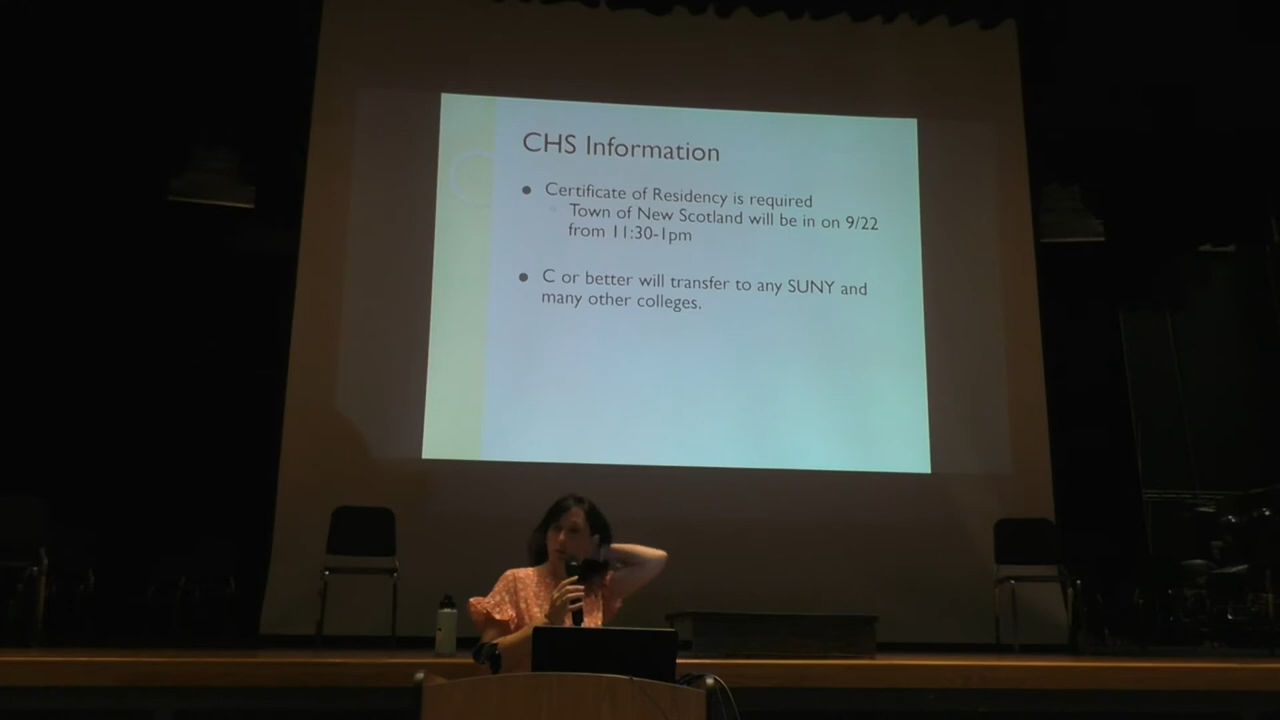 CHS Information
Certificate of Residency is required
Town of New Scotland will be in on 9/22
from 11:30-1pm
C or better will transfer to any SUNY and
many other colleges.